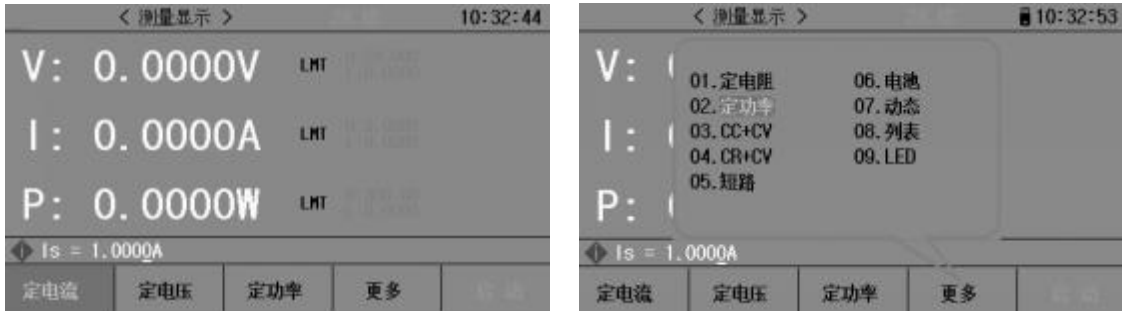 < 测量显示 > 10:32:44
V: 0.0000V LMT
I: 0.0000A LMT
P: 0.0000W LMT
Is = 1.0000A
定电流 定电压 定功率 更多
< 测量显示 > 10:32:53
V:
01.定电阻 06.电池
02.定功率 07.动态
I:
03.CC+CV 08.列表
04.CR+CV 09.LED
05.短路
P:
Is = 1.0000A
定电流 定电压 定功率 更多